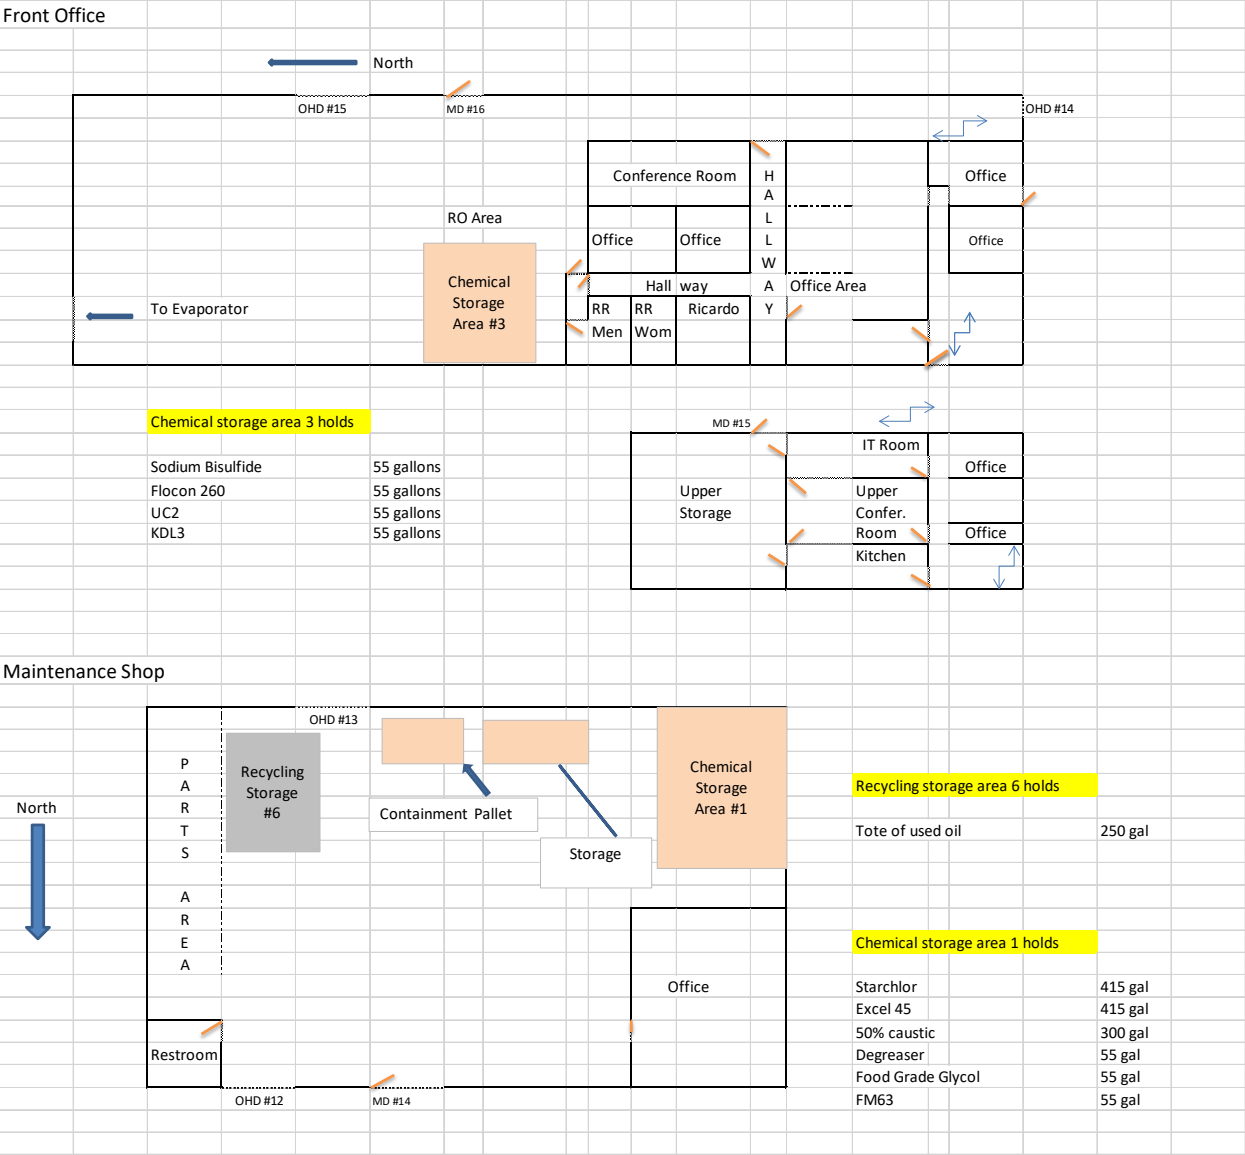 Front Office
North
OHD #15
MD #16
OHD #14
Conference Room
H
A
L
L
W
A
Y
Office
RO Area
Office
Office
Office
Chemical
Storage
Area #3
Hall way
Office Area
To Evaporator
RR
Men
RR
Wom
Ricardo
Chemical storage area 3 holds
Sodium Bisulfide 55 gallons
Flocon 260 55 gallons
UC2 55 gallons
KDL3 55 gallons
MD #15
IT Room
Office
Upper
Storage
Upper
Confer.
Room
Office
Kitchen
Maintenance Shop
OHD #13
P
A
R
T
S
A
R
E
A
Recycling
Storage
#6
Containment Pallet
Storage
Chemical
Storage
Area #1
North
Recycling storage area 6 holds
Tote of used oil 250 gal
Chemical storage area 1 holds
Starchlor 415 gal
Excel 45 415 gal
50% caustic 300 gal
Degreaser 55 gal
Food Grade Glycol 55 gal
FM63 55 gal
Office
Restroom
OHD #12
MD #14